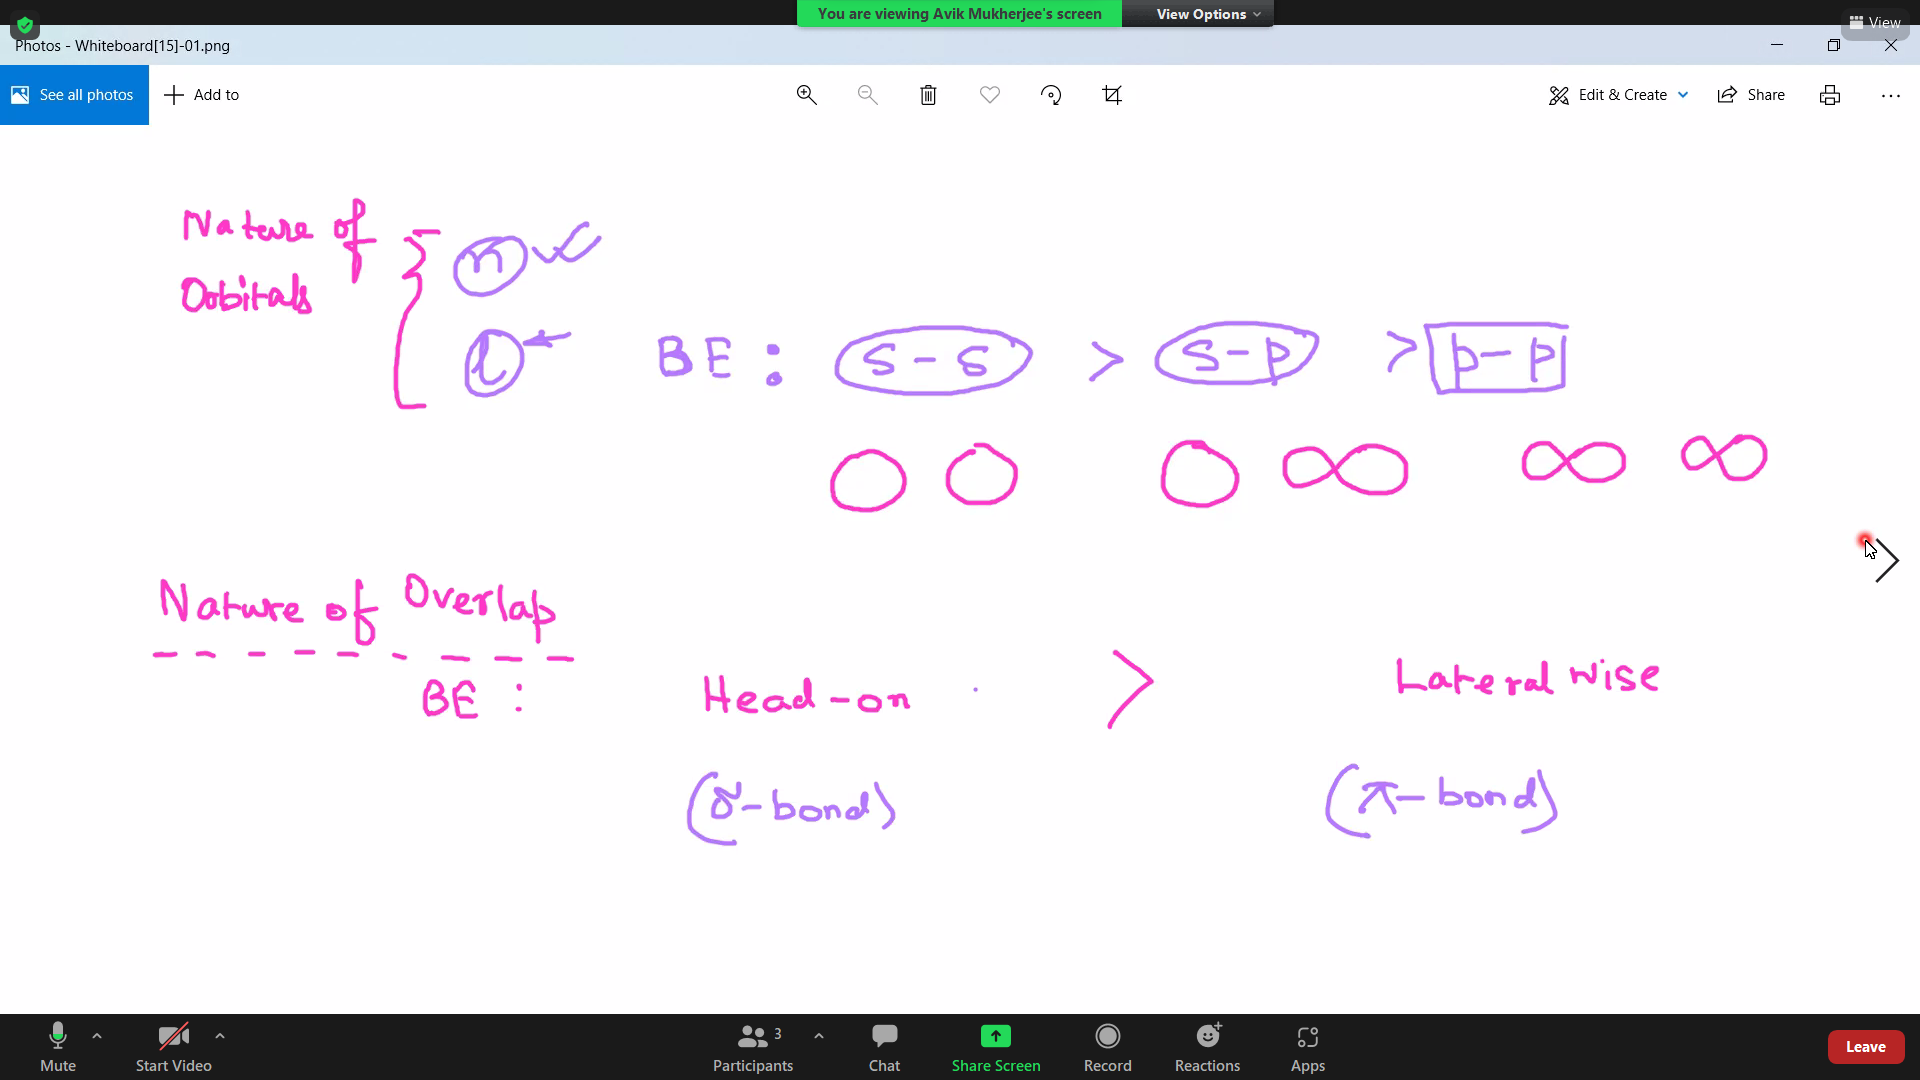 You are viewing Avik Mukherjee's screen
View Options
View
Photos - Whiteboard[15]-01.png
See all photos
Add to
Edit & Create
Share
Nature of
Orbitals
n
l
BE : s - s > s - p > p - p
Nature of Overlap
BE : Head-on > Lateral wise
(σ-bond) (π-bond)
Mute
Start Video
Participants 3
Chat
Share Screen
Record
Reactions
Apps
Leave